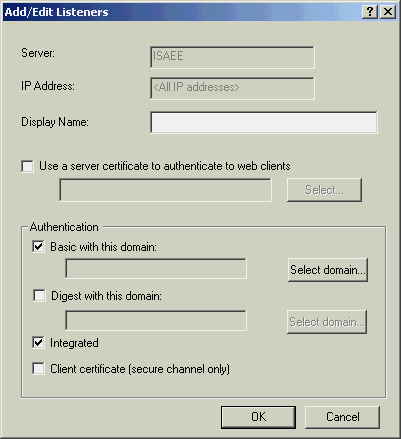 Add/Edit Listeners
Server: ISAEE
IP Address: <All IP addresses>
Display Name:
Use a server certificate to authenticate to web clients
Select...
Authentication
Basic with this domain:
Select domain...
Digest with this domain:
Select domain...
Integrated
Client certificate (secure channel only)
OK Cancel